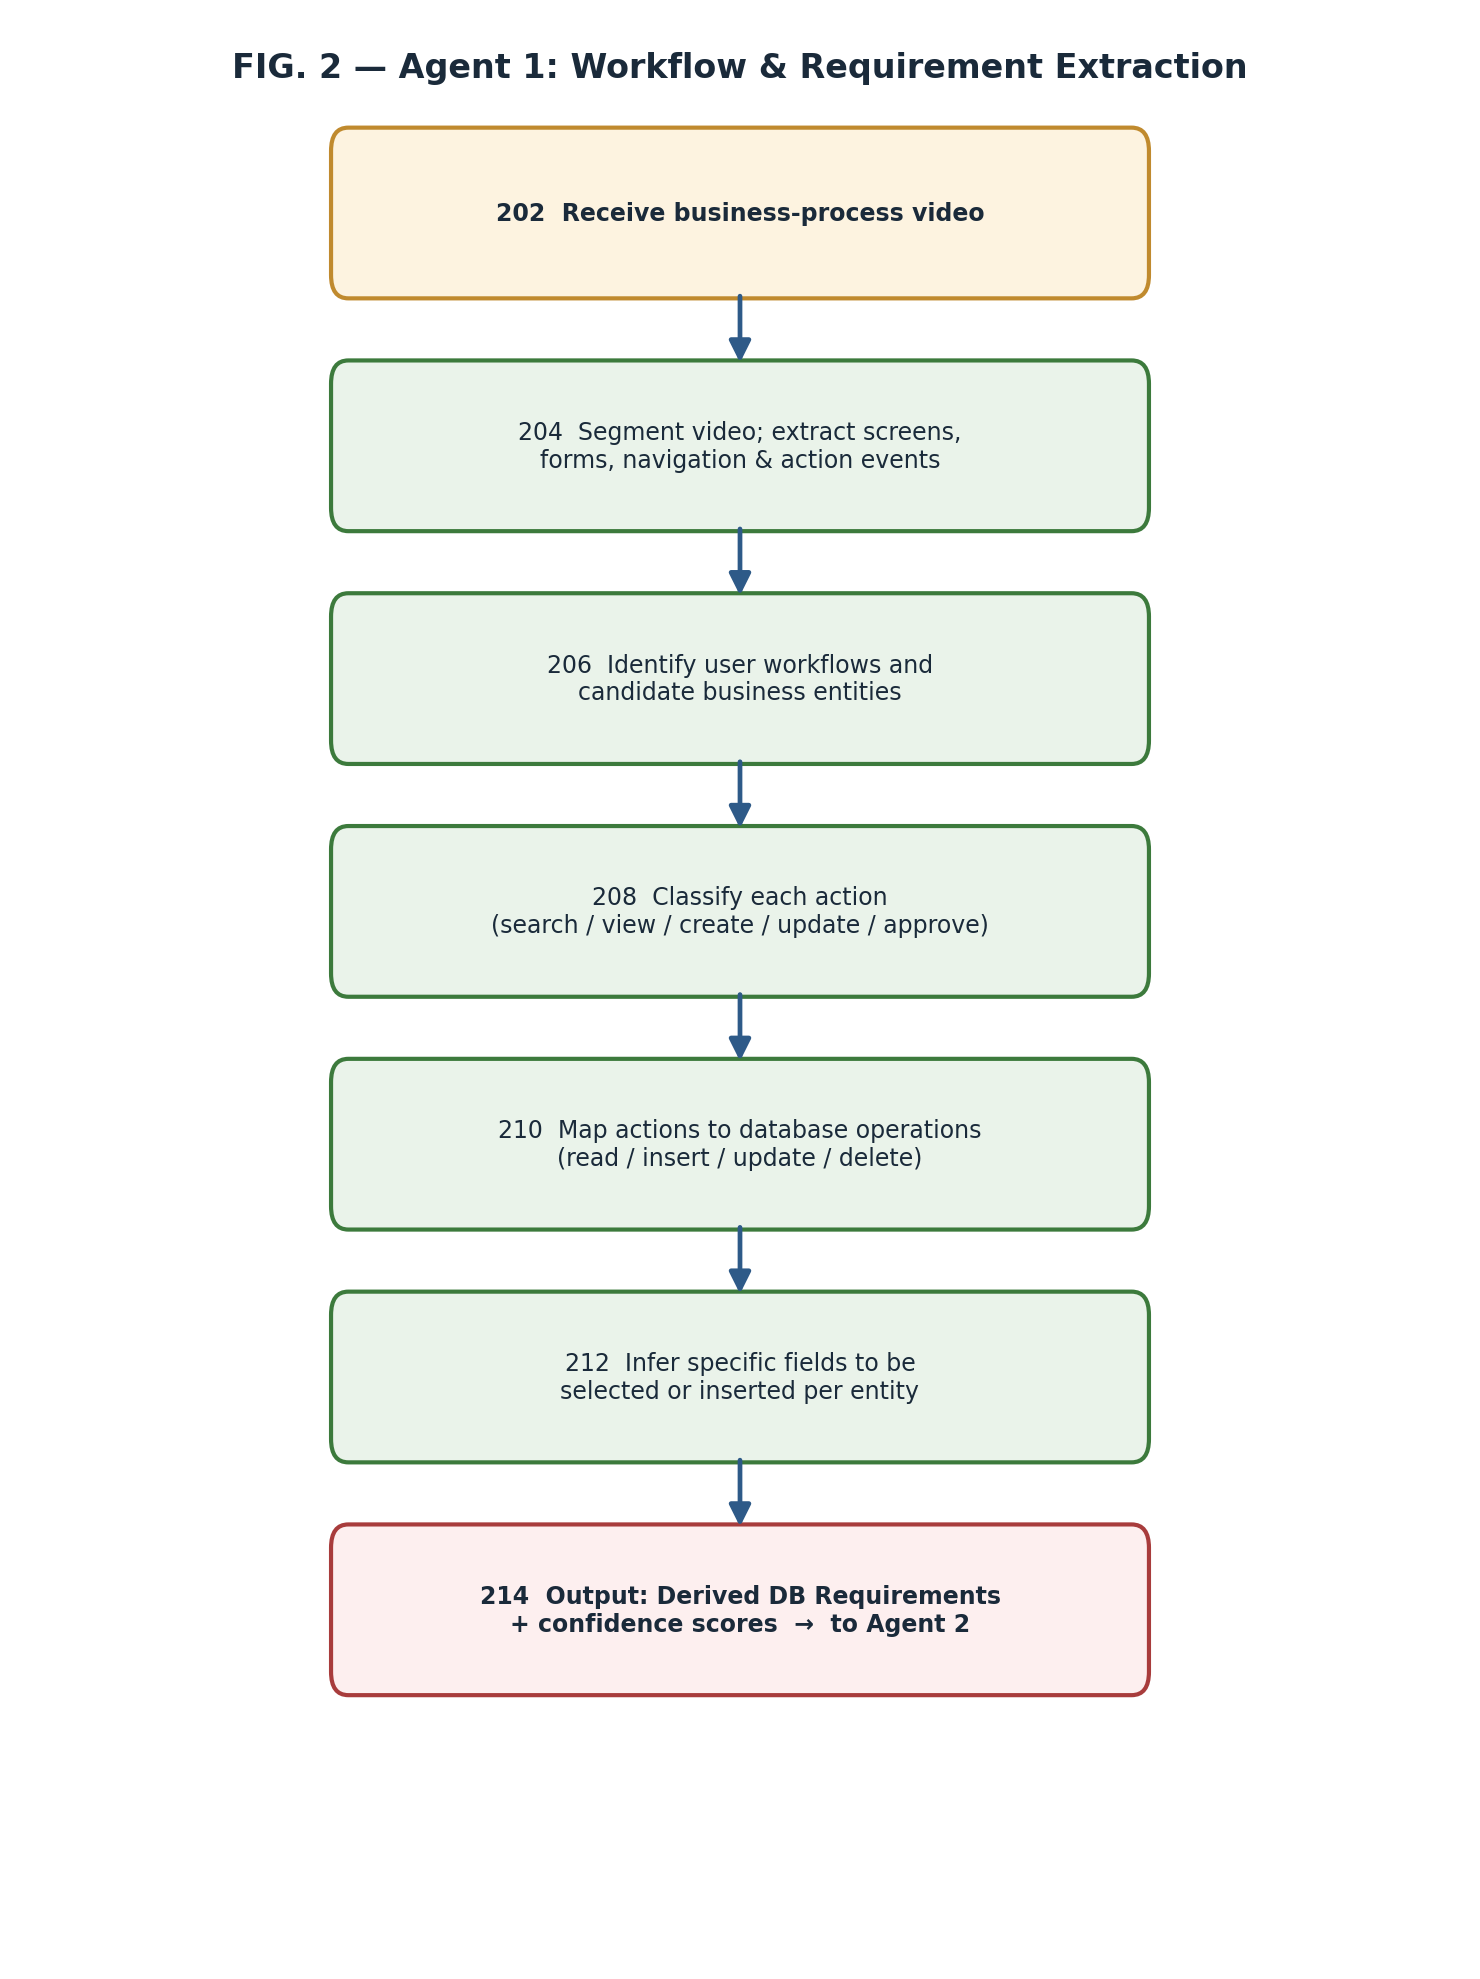 FIG. 2 — Agent 1: Workflow & Requirement Extraction
202  Receive business-process video
204  Segment video; extract screens,
forms, navigation & action events
206  Identify user workflows and
candidate business entities
208  Classify each action
(search / view / create / update / approve)
210  Map actions to database operations
(read / insert / update / delete)
212  Infer specific fields to be
selected or inserted per entity
214  Output: Derived DB Requirements
+ confidence scores  →  to Agent 2